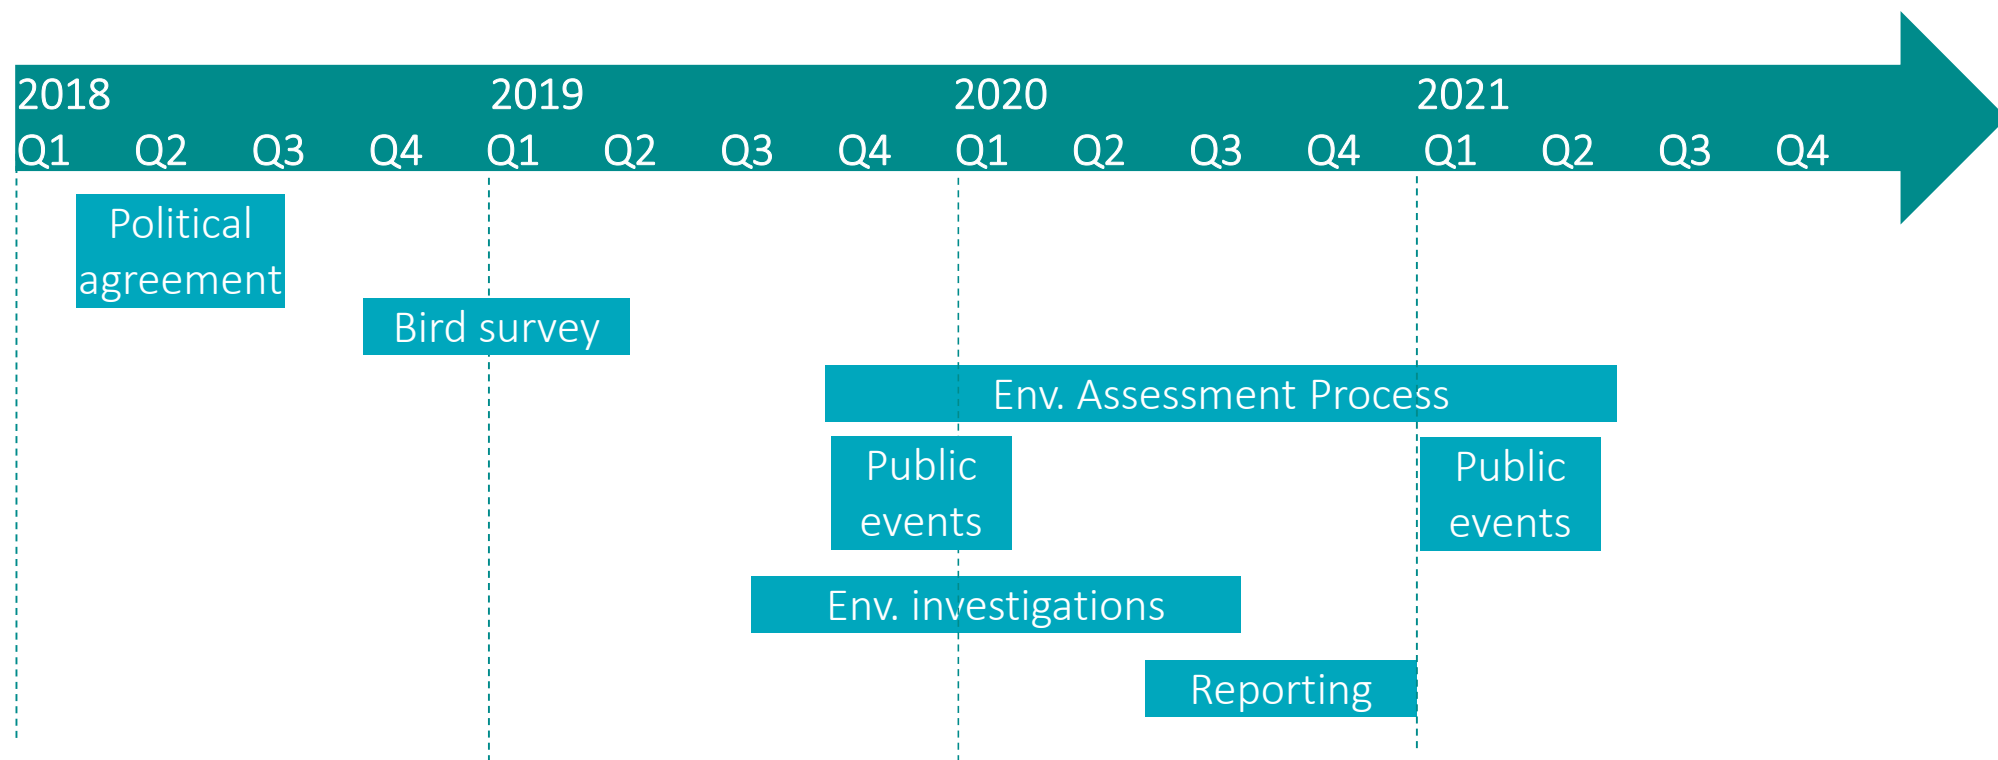 2018 2019 2020 2021
Q1 Q2 Q3 Q4 Q1 Q2 Q3 Q4 Q1 Q2 Q3 Q4 Q1 Q2 Q3 Q4
Political
agreement
Bird survey
Env. Assessment Process
Public
events
Public
events
Env. investigations
Reporting